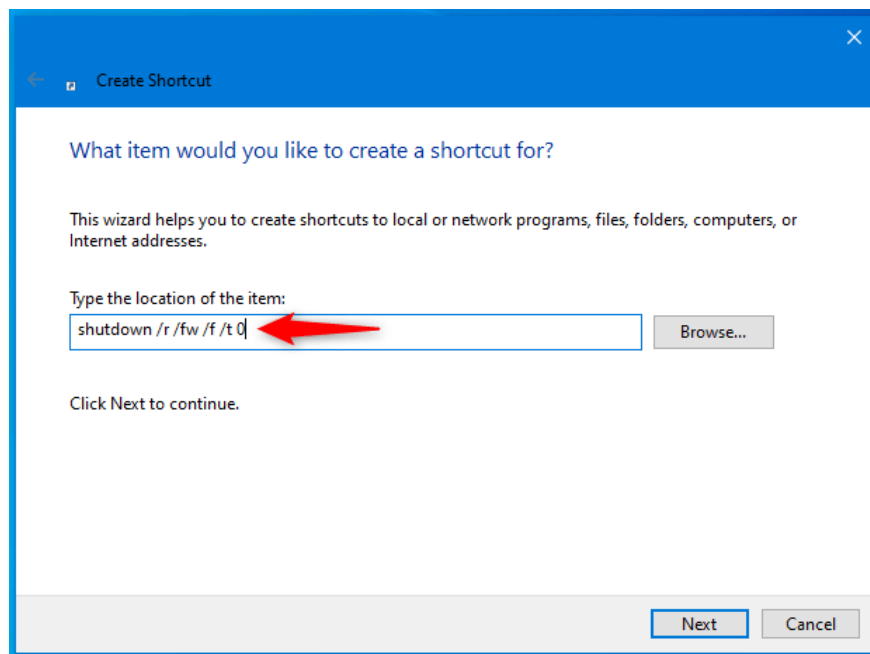 Create Shortcut
What item would you like to create a shortcut for?
This wizard helps you to create shortcuts to local or network programs, files, folders, computers, or
Internet addresses.
Type the location of the item:
shutdown /r /fw /f /t 0
Browse...
Click Next to continue.
Next
Cancel